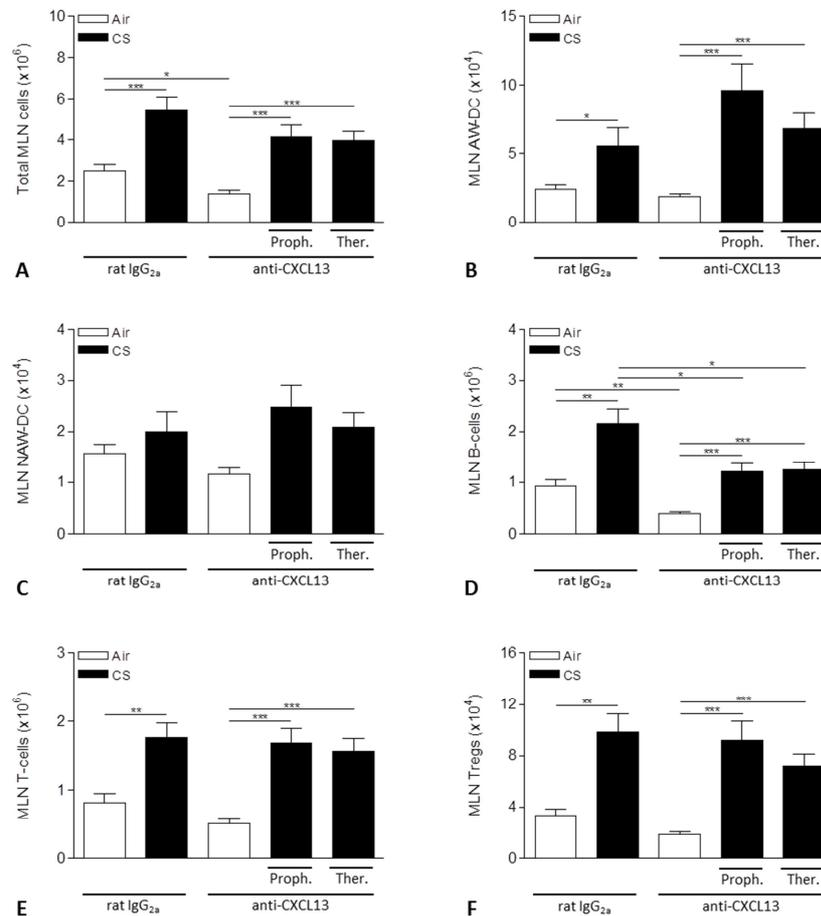 10
8
6
4
2
0
Total MLN cells (x10⁶)
Air
CS
*
***
***
***
Proph. Ther.
rat IgG₂ₐ anti-CXCL13
A
15
10
5
0
MLN AW-DC (x10⁴)
Air
CS
***
***
*
Proph. Ther.
rat IgG₂ₐ anti-CXCL13
B
4
3
2
1
0
MLN NAW-DC (x10⁴)
Air
CS
Proph. Ther.
rat IgG₂ₐ anti-CXCL13
C
4
3
2
1
0
MLN B-cells (x10⁶)
Air
CS
*
*
**
**
***
***
Proph. Ther.
rat IgG₂ₐ anti-CXCL13
D
3
2
1
0
MLN T-cells (x10⁶)
Air
CS
**
***
***
Proph. Ther.
rat IgG₂ₐ anti-CXCL13
E
16
12
8
4
0
MLN Tregs (x10⁴)
Air
CS
**
***
***
Proph. Ther.
rat IgG₂ₐ anti-CXCL13
F